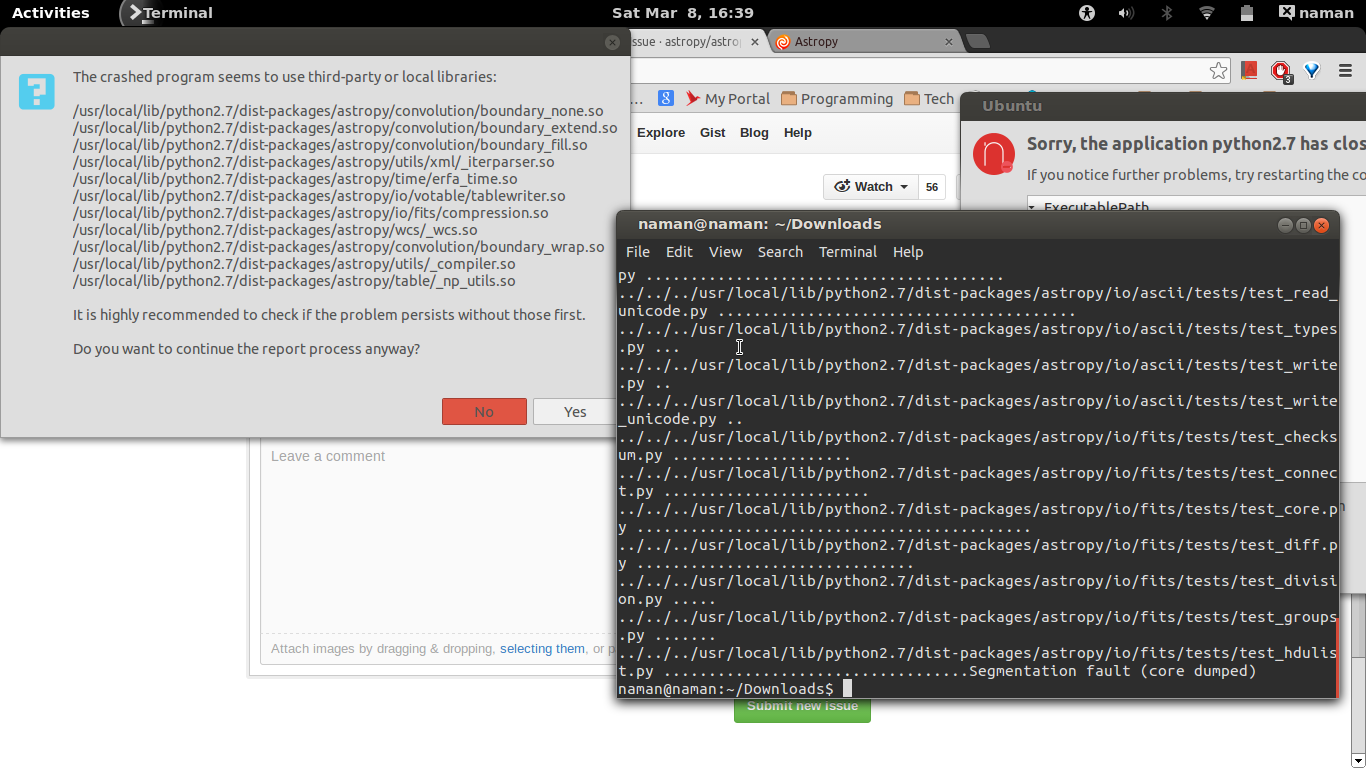 Activities
Terminal
Sat Mar 8, 16:39
naman
The crashed program seems to use third-party or local libraries:
/usr/local/lib/python2.7/dist-packages/astropy/convolution/boundary_none.so
/usr/local/lib/python2.7/dist-packages/astropy/convolution/boundary_extend.so
/usr/local/lib/python2.7/dist-packages/astropy/convolution/boundary_fill.so
/usr/local/lib/python2.7/dist-packages/astropy/utils/xml/_iterparser.so
/usr/local/lib/python2.7/dist-packages/astropy/time/erfa_time.so
/usr/local/lib/python2.7/dist-packages/astropy/io/votable/tablewriter.so
/usr/local/lib/python2.7/dist-packages/astropy/io/fits/compression.so
/usr/local/lib/python2.7/dist-packages/astropy/wcs/_wcs.so
/usr/local/lib/python2.7/dist-packages/astropy/convolution/boundary_wrap.so
/usr/local/lib/python2.7/dist-packages/astropy/utils/_compiler.so
/usr/local/lib/python2.7/dist-packages/astropy/table/_np_utils.so
It is highly recommended to check if the problem persists without those first.
Do you want to continue the report process anyway?
No
Yes
issue · astropy/astrop
Astropy
3
... My Portal Programming Tech
Explore Gist Blog Help
Watch 56
Ubuntu
Sorry, the application python2.7 has clos
If you notice further problems, try restarting the co
ExecutablePath
naman@naman: ~/Downloads
File Edit View Search Terminal Help
py ........................................
../../../usr/local/lib/python2.7/dist-packages/astropy/io/ascii/tests/test_read_
unicode.py ........................................
../../../usr/local/lib/python2.7/dist-packages/astropy/io/ascii/tests/test_types
.py ...
../../../usr/local/lib/python2.7/dist-packages/astropy/io/ascii/tests/test_write
.py ..
../../../usr/local/lib/python2.7/dist-packages/astropy/io/ascii/tests/test_write
_unicode.py ..
../../../usr/local/lib/python2.7/dist-packages/astropy/io/fits/tests/test_checks
um.py ....................
../../../usr/local/lib/python2.7/dist-packages/astropy/io/fits/tests/test_connec
t.py .......................
../../../usr/local/lib/python2.7/dist-packages/astropy/io/fits/tests/test_core.p
y ............................................
../../../usr/local/lib/python2.7/dist-packages/astropy/io/fits/tests/test_diff.p
y ...............................
../../../usr/local/lib/python2.7/dist-packages/astropy/io/fits/tests/test_divisi
on.py .....
../../../usr/local/lib/python2.7/dist-packages/astropy/io/fits/tests/test_groups
.py .......
../../../usr/local/lib/python2.7/dist-packages/astropy/io/fits/tests/test_hdulis
t.py ..................................Segmentation fault (core dumped)
naman@naman:~/Downloads$
Leave a comment
Attach images by dragging & dropping, selecting them, or p
Submit new issue